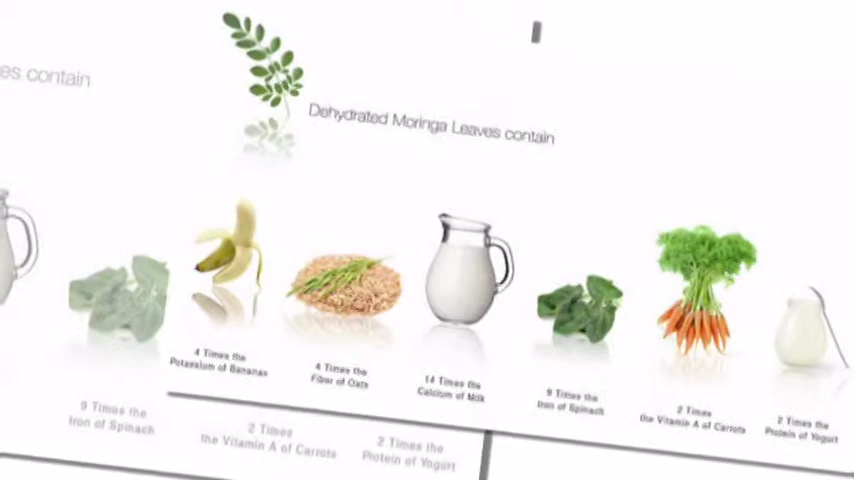 es contain
Dehydrated Moringa Leaves contain
4 Times the
Potassium of Bananas
4 Times the
Fiber of Oats
14 Times the
Calcium of Milk
9 Times the
Iron of Spinach
2 Times
the Vitamin A of Carrots
2 Times the
Protein of Yogurt
9 Times the
Iron of Spinach
2 Times
the Vitamin A of Carrots
2 Times the
Protein of Yogurt